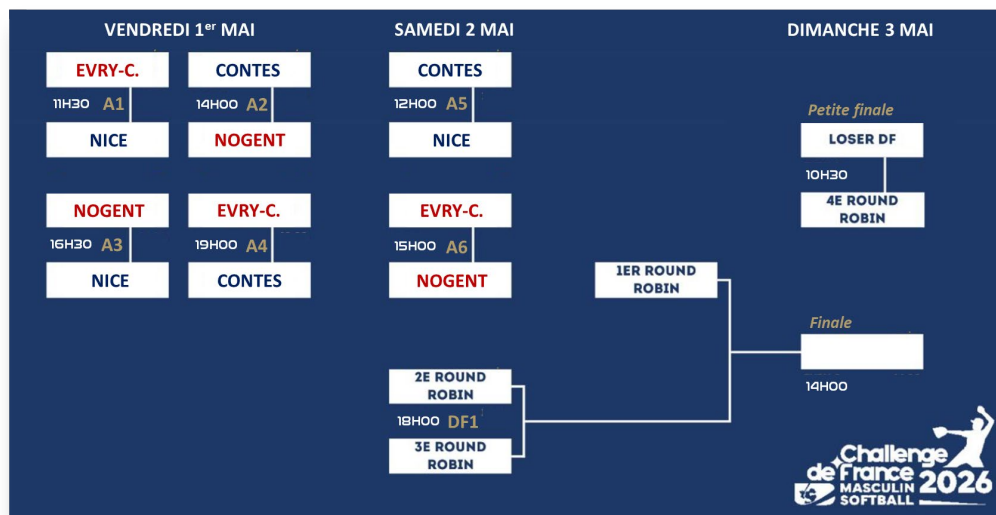 VENDREDI 1er MAI
SAMEDI 2 MAI
DIMANCHE 3 MAI
EVRY-C.
11H30 A1
NICE
CONTES
14H00 A2
NOGENT
CONTES
12H00 A5
NICE
Petite finale
LOSER DF
10H30
4E ROUND
ROBIN
NOGENT
16H30 A3
NICE
EVRY-C.
19H00 A4
CONTES
EVRY-C.
15H00 A6
NOGENT
1ER ROUND
ROBIN
Finale
14H00
2E ROUND
ROBIN
18H00 DF1
3E ROUND
ROBIN
Challenge
de France
MASCULIN
SOFTBALL
2026